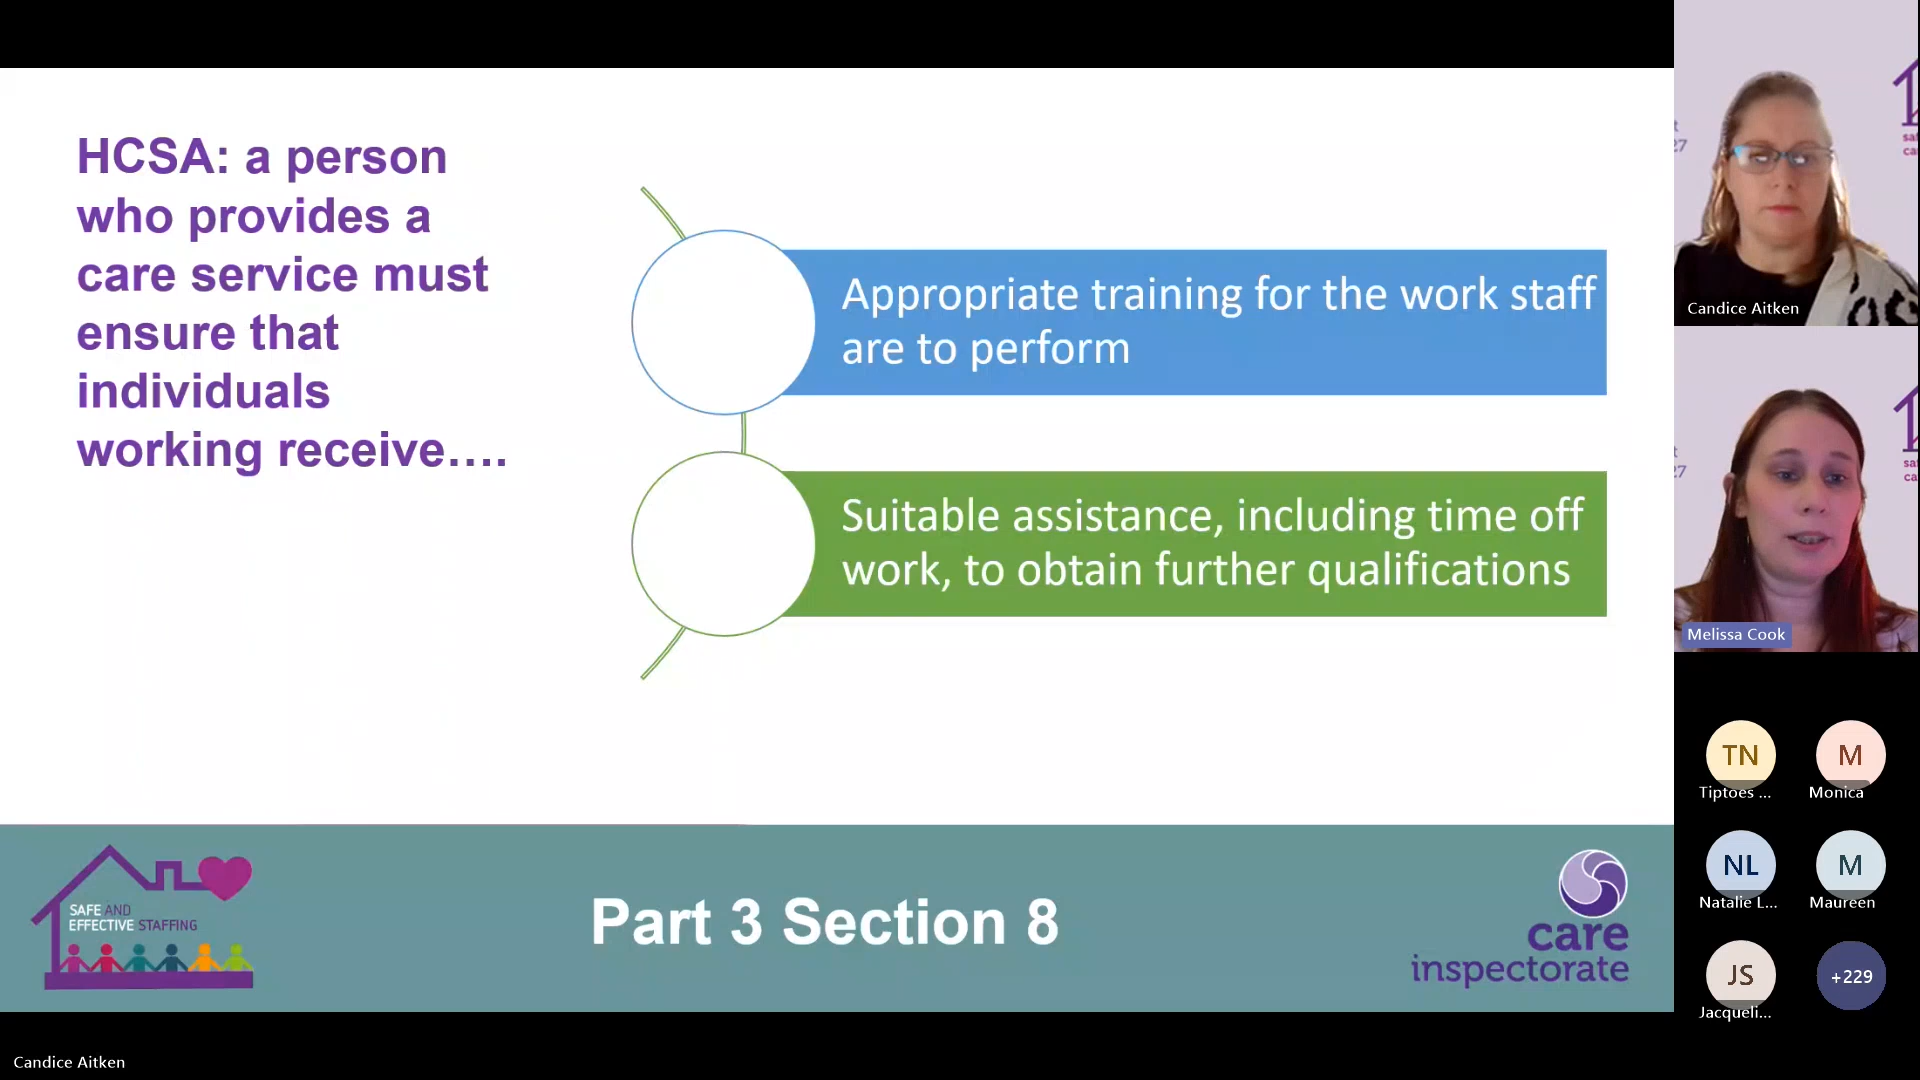 HCSA: a person
who provides a
care service must
ensure that
individuals
working receive….
Appropriate training for the work staff
are to perform
Suitable assistance, including time off
work, to obtain further qualifications
SAFE AND
EFFECTIVE STAFFING
Part 3 Section 8
care
inspectorate
Candice Aitken
Melissa Cook
TN
Tiptoes ...
M
Monica
NL
Natalie L...
M
Maureen
JS
Jacqueli...
+229
Candice Aitken